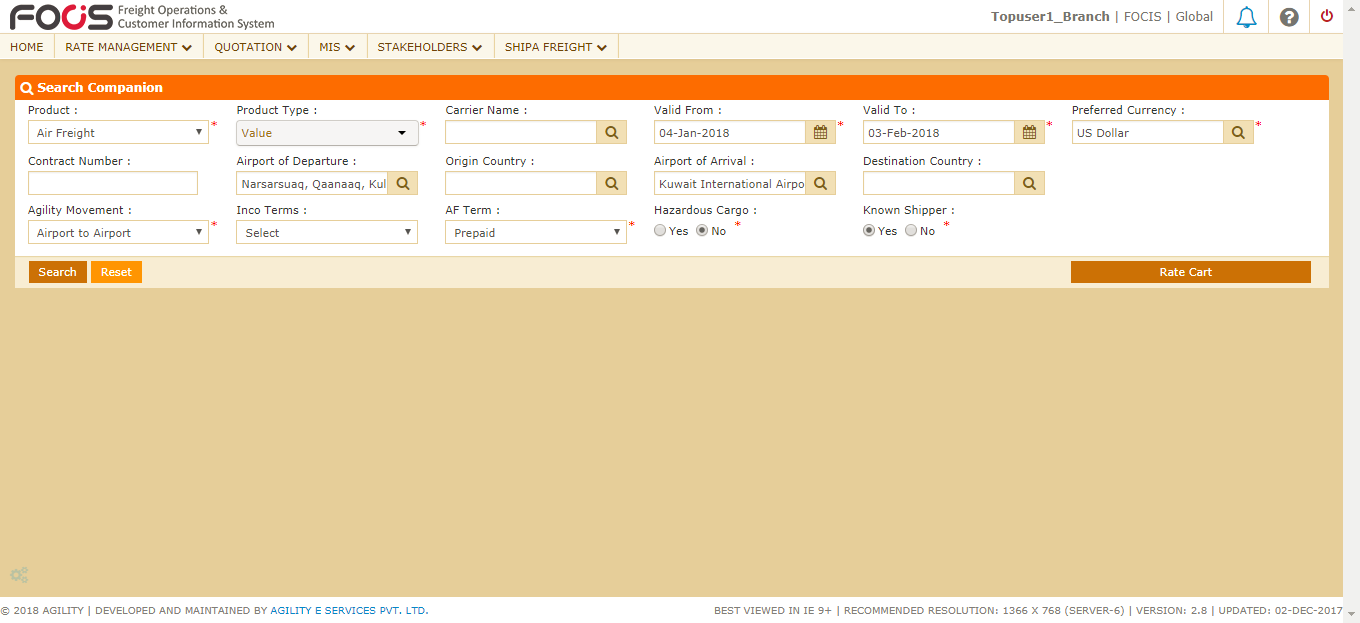 FOCiS Freight Operations &
Customer Information System
Topuser1_Branch | FOCIS | Global
HOME RATE MANAGEMENT QUOTATION MIS STAKEHOLDERS SHIPA FREIGHT
Search Companion
Product : Product Type : Carrier Name : Valid From : Valid To : Preferred Currency :
Air Freight * Value * 04-Jan-2018 * 03-Feb-2018 * US Dollar *
Contract Number : Airport of Departure : Origin Country : Airport of Arrival : Destination Country :
Narsarsuaq, Qaanaaq, Kul Kuwait International Airpo
Agility Movement : Inco Terms : AF Term : Hazardous Cargo : Known Shipper :
Airport to Airport * Select Prepaid * Yes No * Yes No *
Search Reset Rate Cart
© 2018 AGILITY | DEVELOPED AND MAINTAINED BY AGILITY E SERVICES PVT. LTD. BEST VIEWED IN IE 9+ | RECOMMENDED RESOLUTION: 1366 X 768 (SERVER-6) | VERSION: 2.8 | UPDATED: 02-DEC-2017